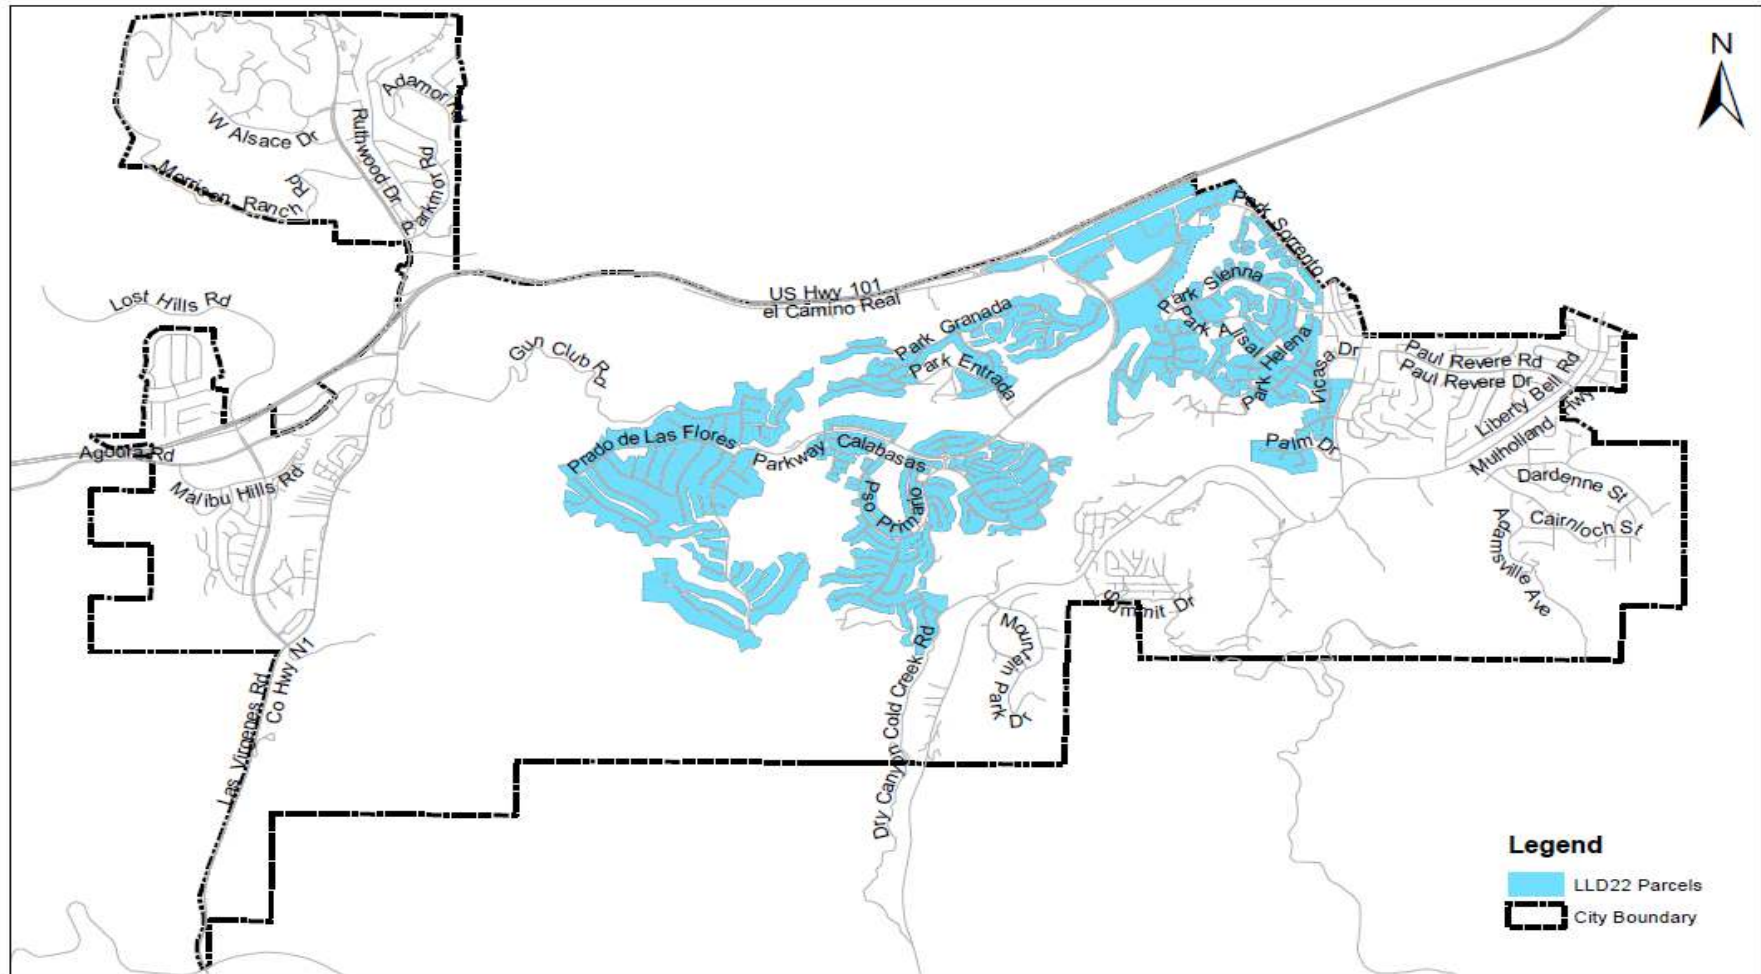 N
Adamor Rd
W Alsace Dr
Ruthwood Dr
Parkmor Rd
Morrison Ranch Rd
Park Sorrento
Lost Hills Rd
US Hwy 101
el Camino Real
Park Sienna
Park Granada
Park Alisal
Park Helena
Park Entrada
Vicasa Dr
Gun Club Rd
Paul Revere Rd
Paul Revere Dr
Liberty Bell Rd
Mulholland Hwy
Prado de Las Flores
Parkway Calabasas
Palm Dr
Agoura Rd
Malibu Hills Rd
Poso Primario
Dardenne St
Cairnloch St
Adamsville Ave
Summit Dr
Mountain Park Dr
Co Hwy N1
Las Virgenes Rd
Dry Canyon Cold Creek Rd
Legend
LLD22 Parcels
City Boundary